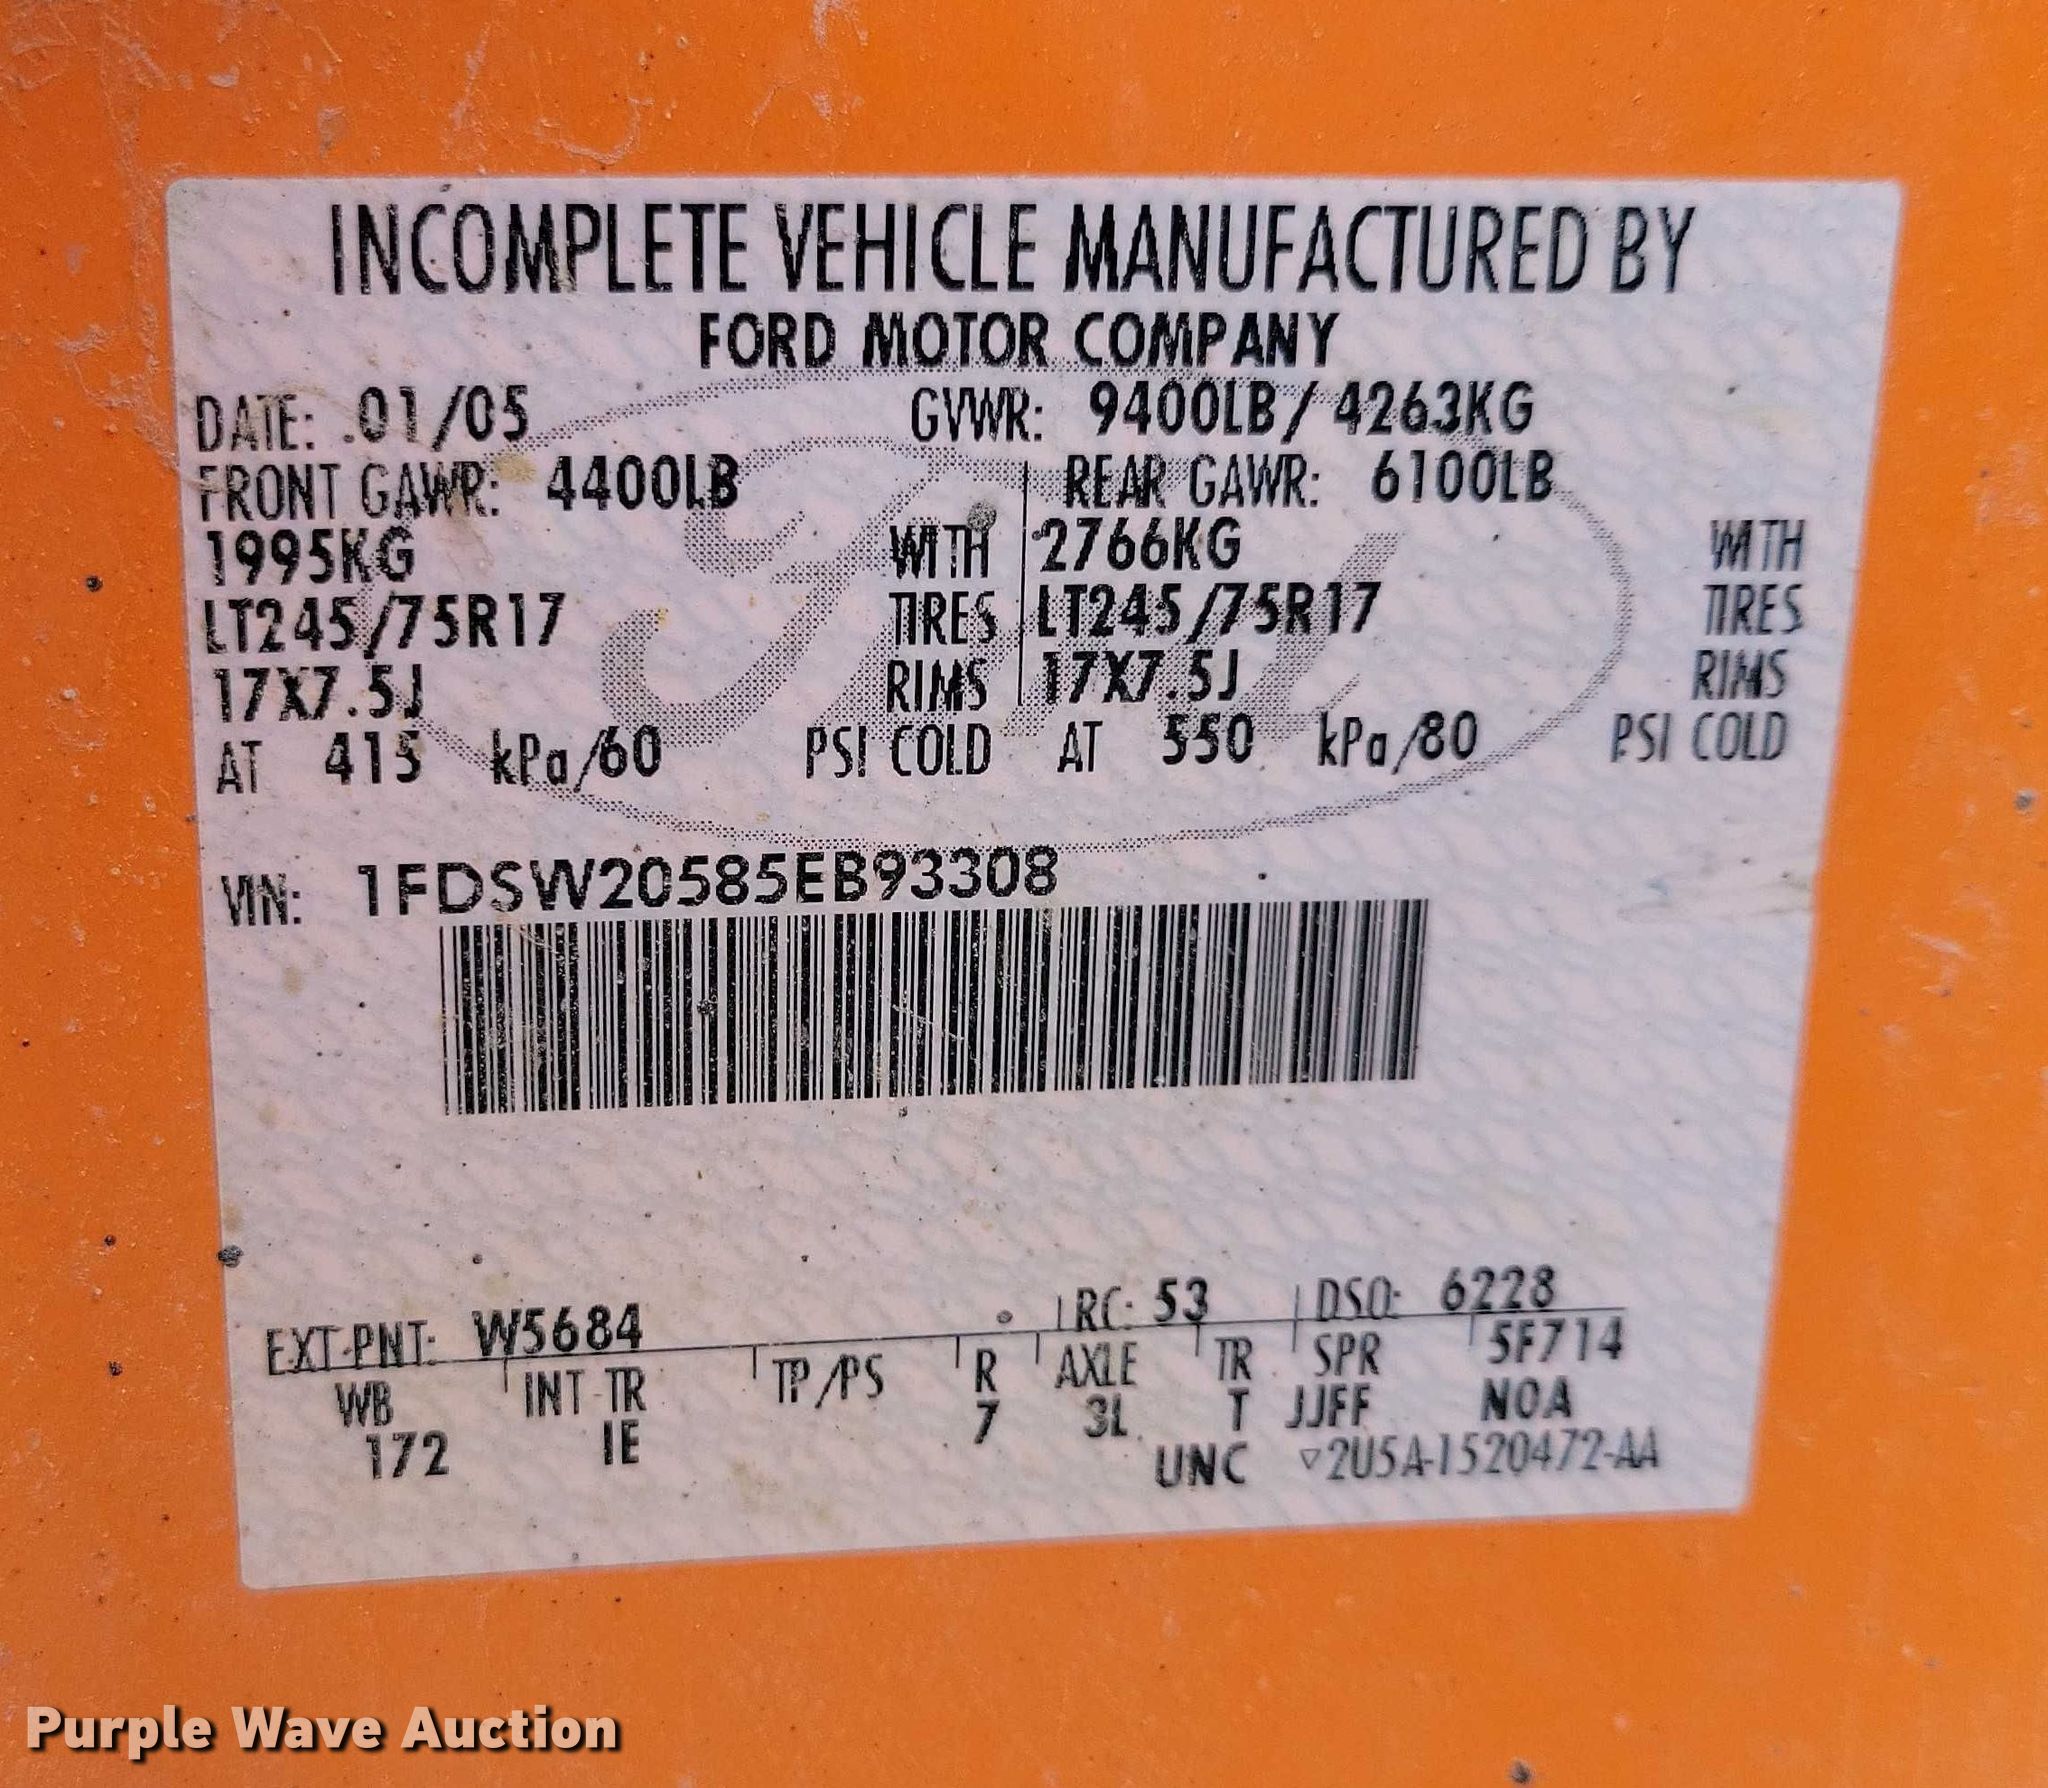 INCOMPLETE VEHICLE MANUFACTURED BY
FORD MOTOR COMPANY
DATE: 01/05 GVWR: 9400LB/ 4263KG
FRONT GAWR: 4400LB REAR GAWR: 6100LB
1995KG WITH 2766KG WITH
LT245/75R17 TIRES LT245/75R17 TIRES
17X7.5J RIMS 17X7.5J RIMS
AT 415 kPa/60 PSI COLD AT 550 kPa/80 PSI COLD
VIN: 1FDSW20585EB93308
EXT PNT: W5684 RC: 53 DSO: 6228
WB INT TR TP/PS R AXLE TR SPR 5F714
172 IE 7 3L T JJFF NOA
UNC ▽2U5A-1520472-AA
Purple Wave Auction